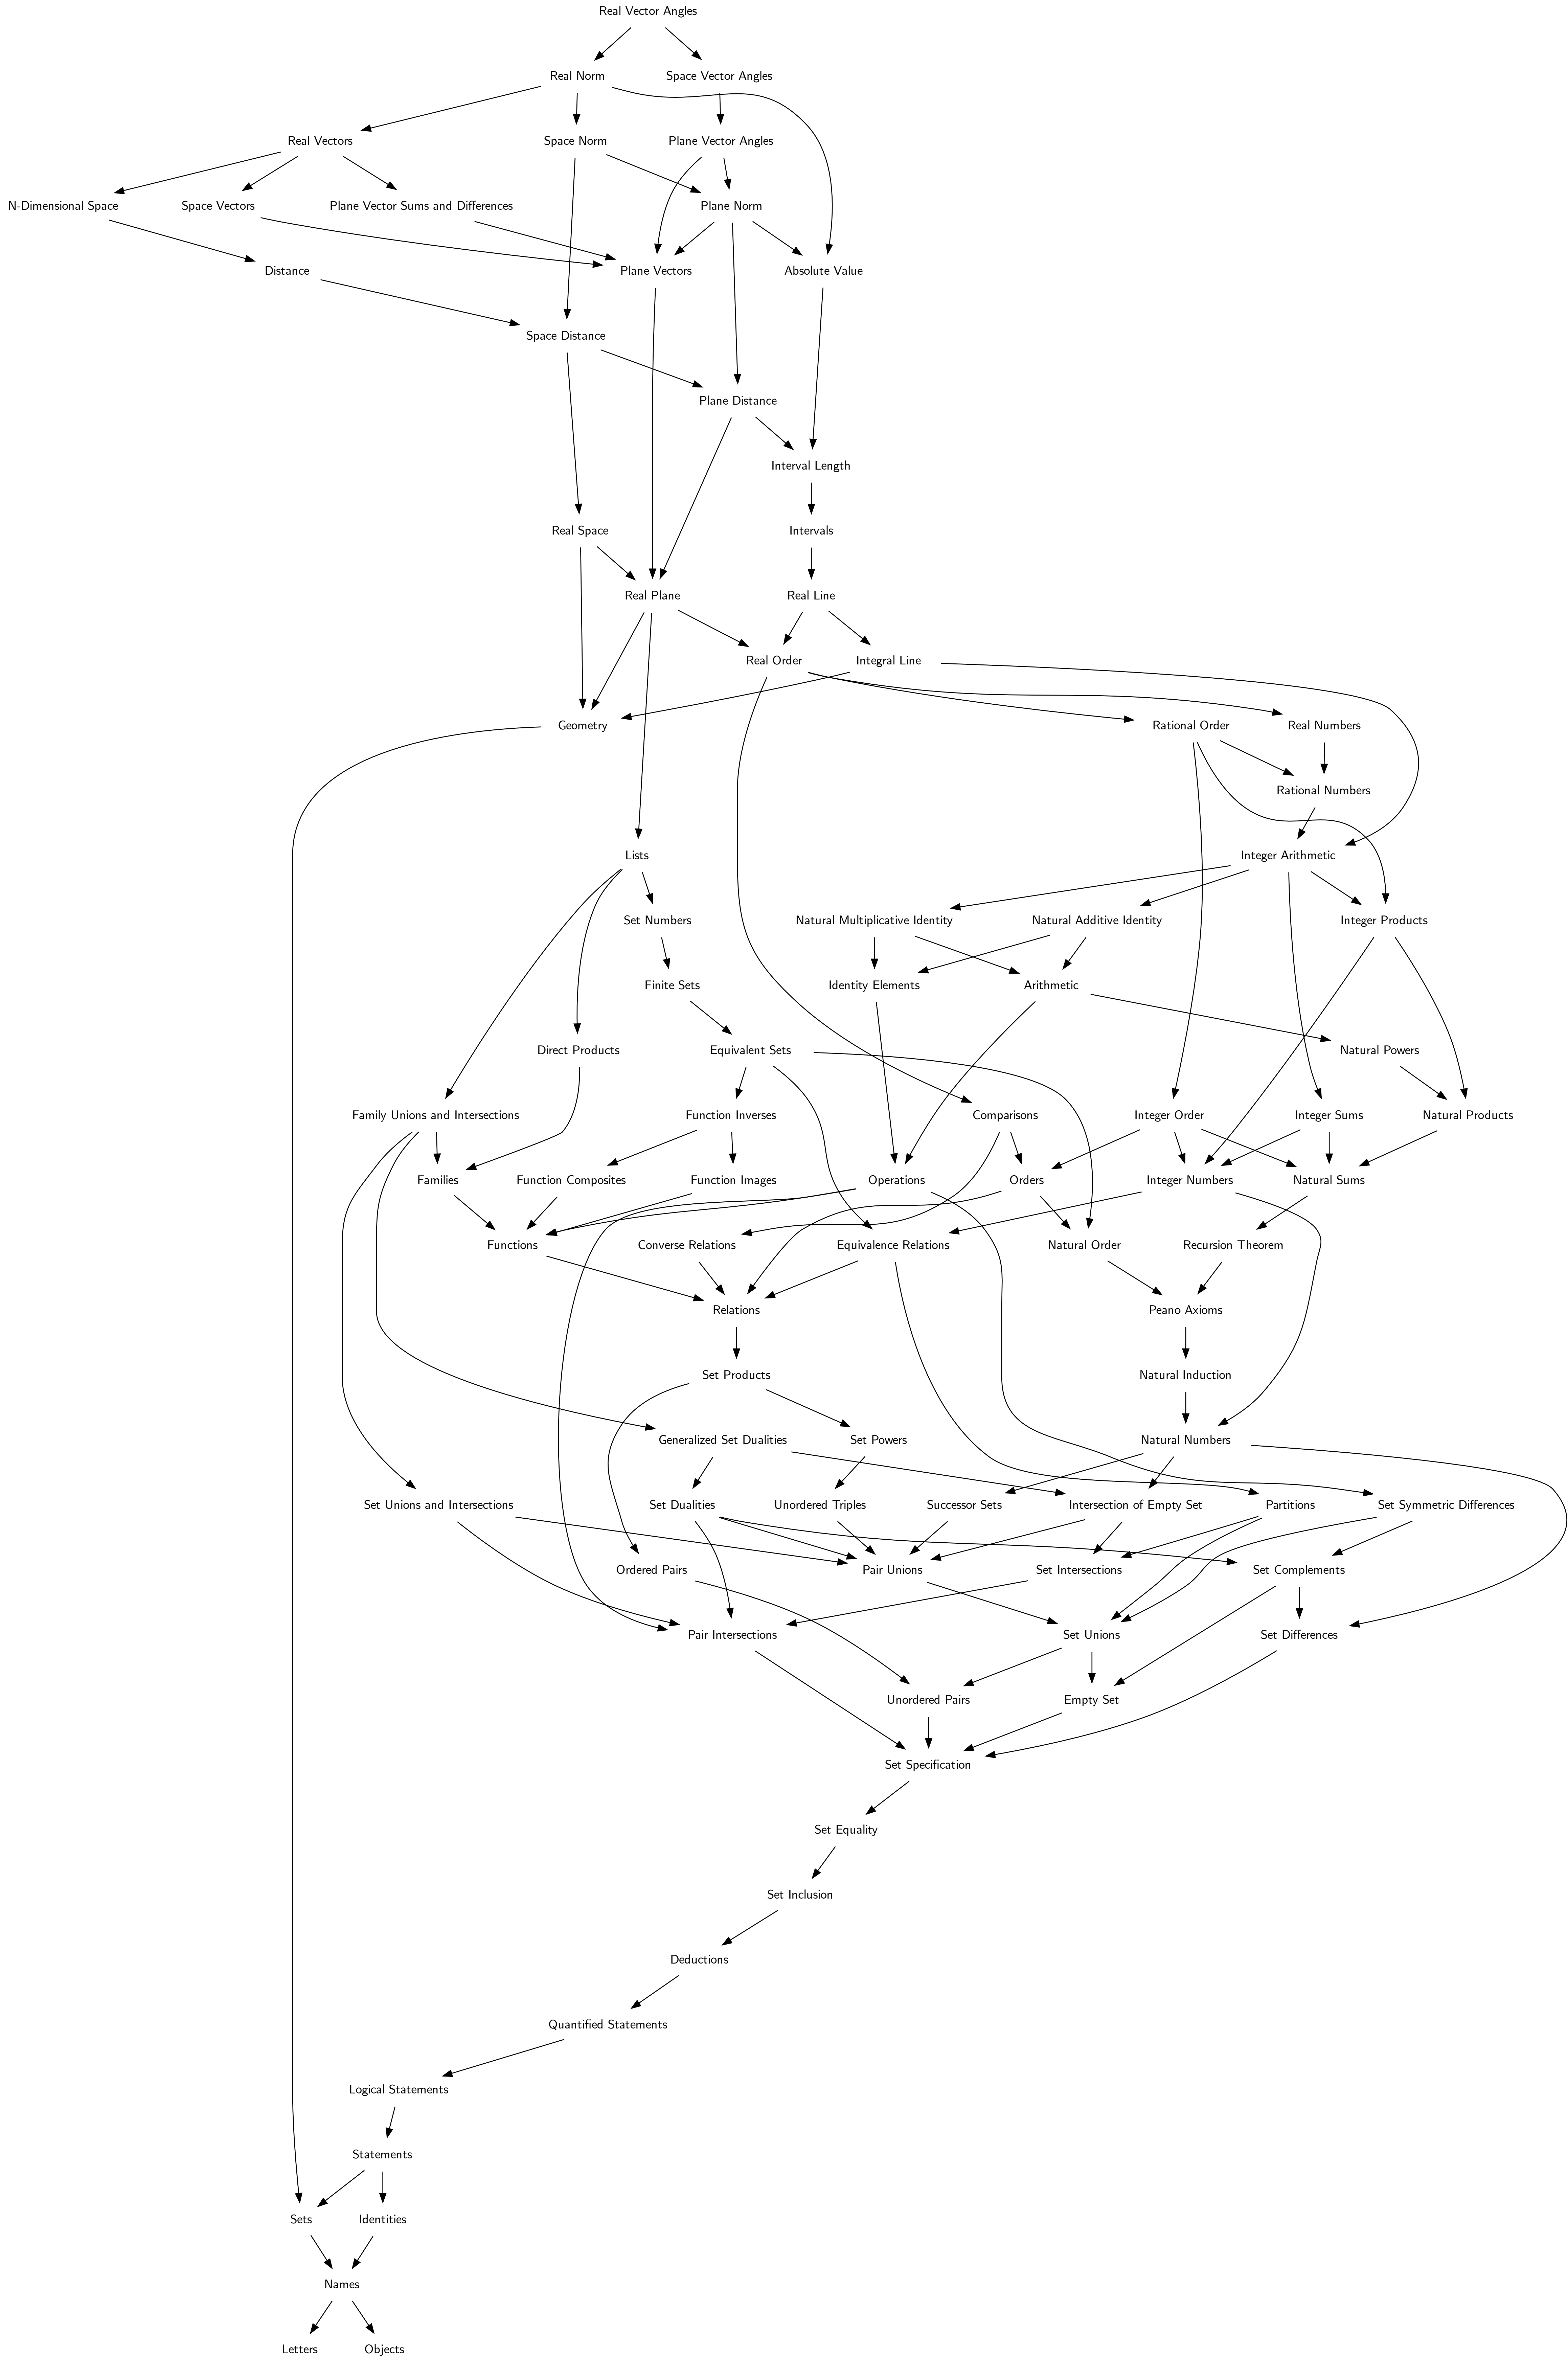 Real Vector Angles
Real Norm
Space Vector Angles
Real Vectors
Space Norm
Plane Vector Angles
N-Dimensional Space
Space Vectors
Plane Vector Sums and Differences
Plane Norm
Distance
Plane Vectors
Absolute Value
Space Distance
Plane Distance
Interval Length
Real Space
Intervals
Real Plane
Real Line
Real Order
Integral Line
Geometry
Rational Order
Real Numbers
Rational Numbers
Lists
Integer Arithmetic
Set Numbers
Natural Multiplicative Identity
Natural Additive Identity
Integer Products
Finite Sets
Identity Elements
Arithmetic
Direct Products
Equivalent Sets
Natural Powers
Family Unions and Intersections
Function Inverses
Comparisons
Integer Order
Integer Sums
Natural Products
Families
Function Composites
Function Images
Operations
Orders
Integer Numbers
Natural Sums
Functions
Converse Relations
Equivalence Relations
Natural Order
Recursion Theorem
Relations
Peano Axioms
Set Products
Natural Induction
Generalized Set Dualities
Set Powers
Natural Numbers
Set Unions and Intersections
Set Dualities
Unordered Triples
Successor Sets
Intersection of Empty Set
Partitions
Set Symmetric Differences
Ordered Pairs
Pair Unions
Set Intersections
Set Complements
Pair Intersections
Set Unions
Set Differences
Unordered Pairs
Empty Set
Set Specification
Set Equality
Set Inclusion
Deductions
Quantified Statements
Logical Statements
Statements
Sets
Identities
Names
Letters
Objects